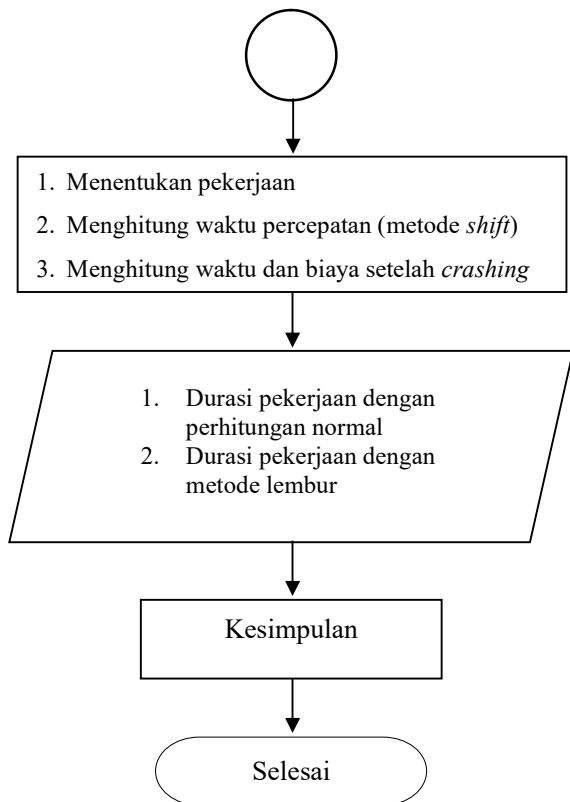 1. Menentukan pekerjaan
2. Menghitung waktu percepatan (metode shift)
3. Menghitung waktu dan biaya setelah crashing
1. Durasi pekerjaan dengan
perhitungan normal
2. Durasi pekerjaan dengan
metode lembur
Kesimpulan
Selesai